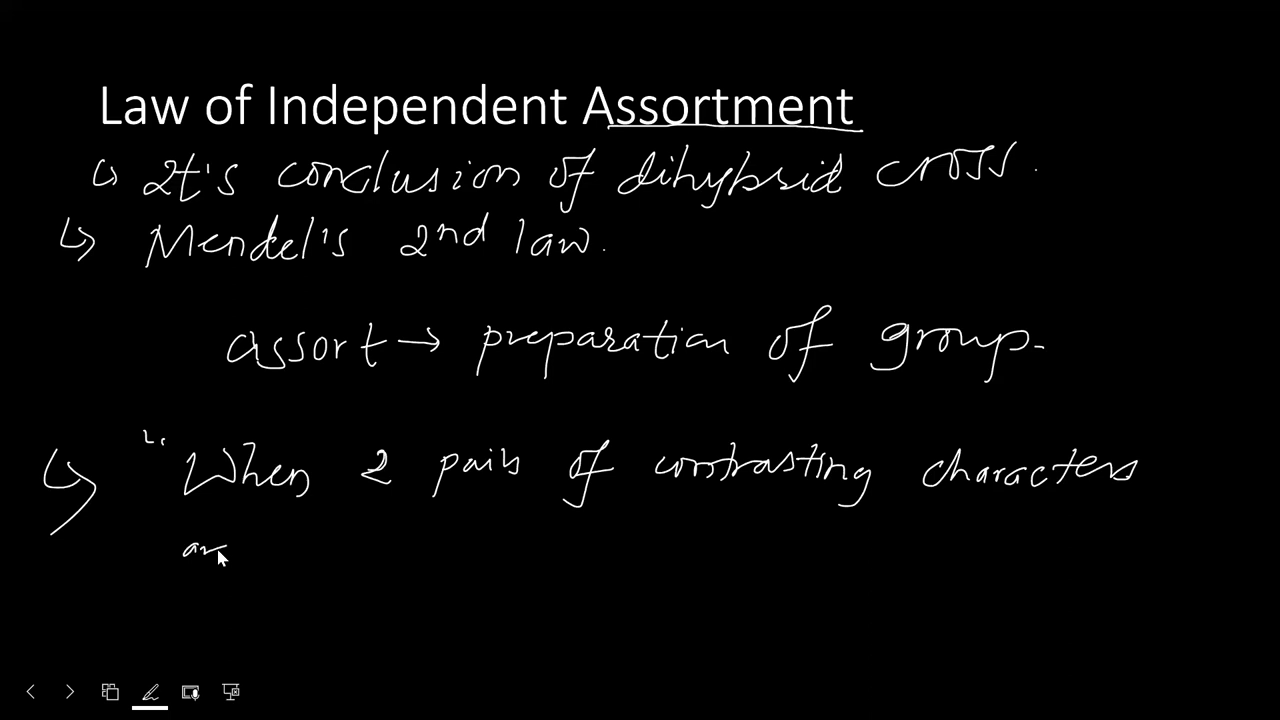 Law of Independent Assortment
↳ It's conclusion of dihybrid cross.
↳ Mendel's 2nd law.
assort → preparation of group.
↳ When 2 pairs of contrasting characters